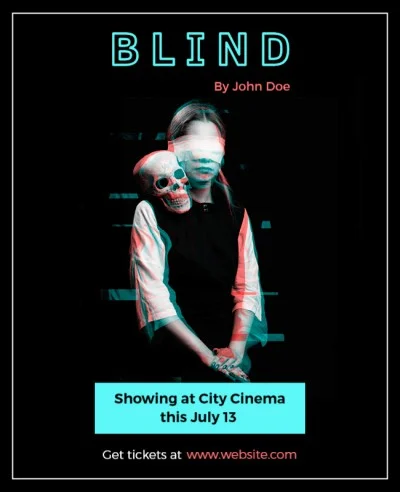 BLIND
By John Doe
Showing at City Cinema
this July 13
Get tickets at www.website.com